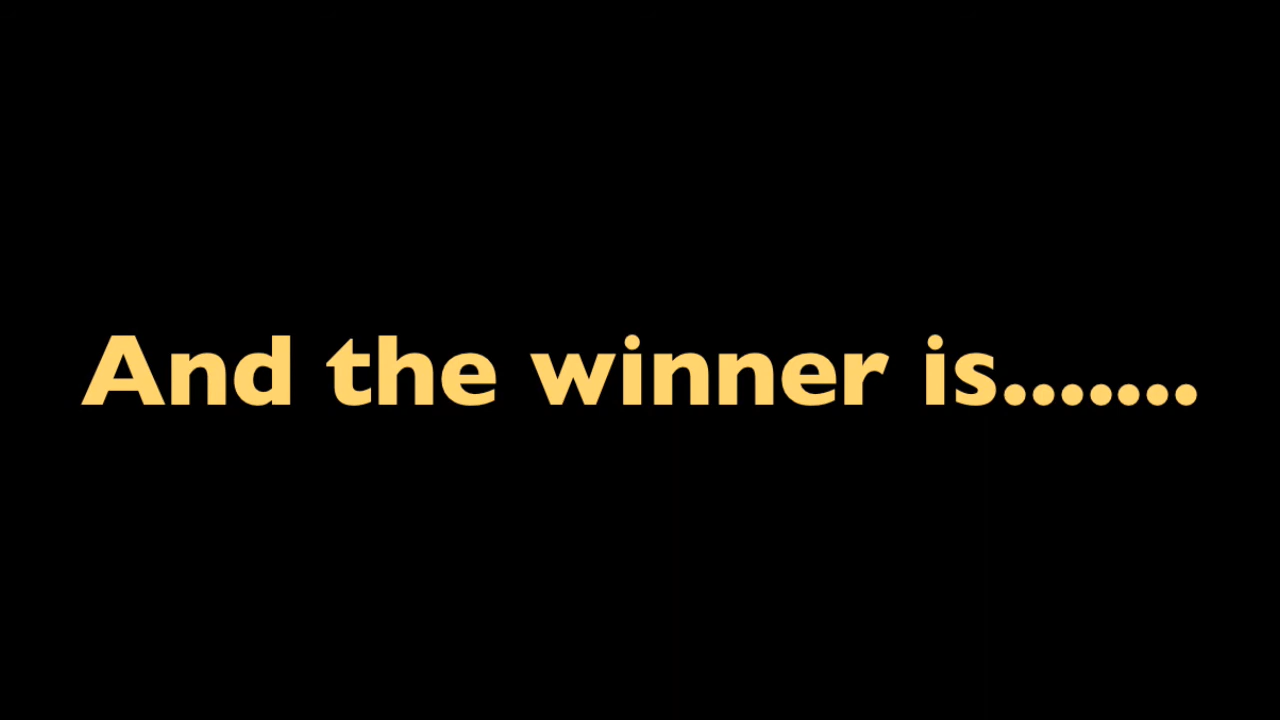 And the winner is.......